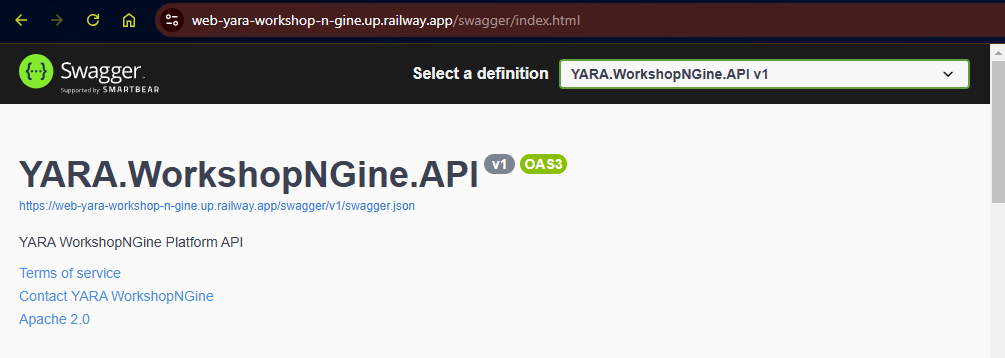 web-yara-workshop-n-gine.up.railway.app/swagger/index.html
Swagger.
Supported by SMARTBEAR
Select a definition
YARA.WorkshopNGine.API v1
YARA.WorkshopNGine.API v1 OAS3
https://web-yara-workshop-n-gine.up.railway.app/swagger/v1/swagger.json
YARA WorkshopNGine Platform API
Terms of service
Contact YARA WorkshopNGine
Apache 2.0